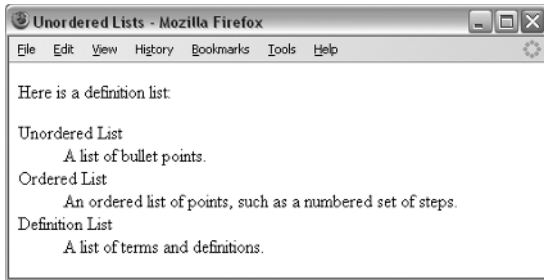 Unordered Lists - Mozilla Firefox
File Edit View History Bookmarks Tools Help
Here is a definition list:
Unordered List
A list of bullet points.
Ordered List
An ordered list of points, such as a numbered set of steps.
Definition List
A list of terms and definitions.